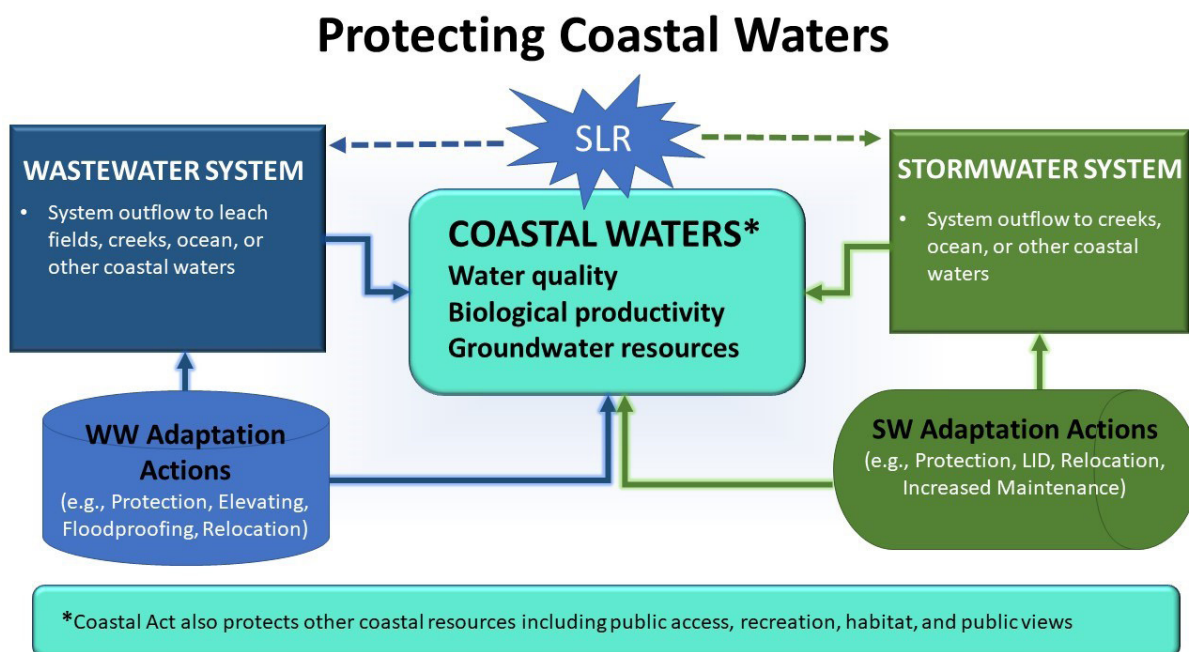 Protecting Coastal Waters
SLR
WASTEWATER SYSTEM
• System outflow to leach
fields, creeks, ocean, or
other coastal waters
COASTAL WATERS*
Water quality
Biological productivity
Groundwater resources
STORMWATER SYSTEM
• System outflow to creeks,
ocean, or other coastal
waters
WW Adaptation
Actions
(e.g., Protection, Elevating,
Floodproofing, Relocation)
SW Adaptation Actions
(e.g., Protection, LID, Relocation,
Increased Maintenance)
*Coastal Act also protects other coastal resources including public access, recreation, habitat, and public views